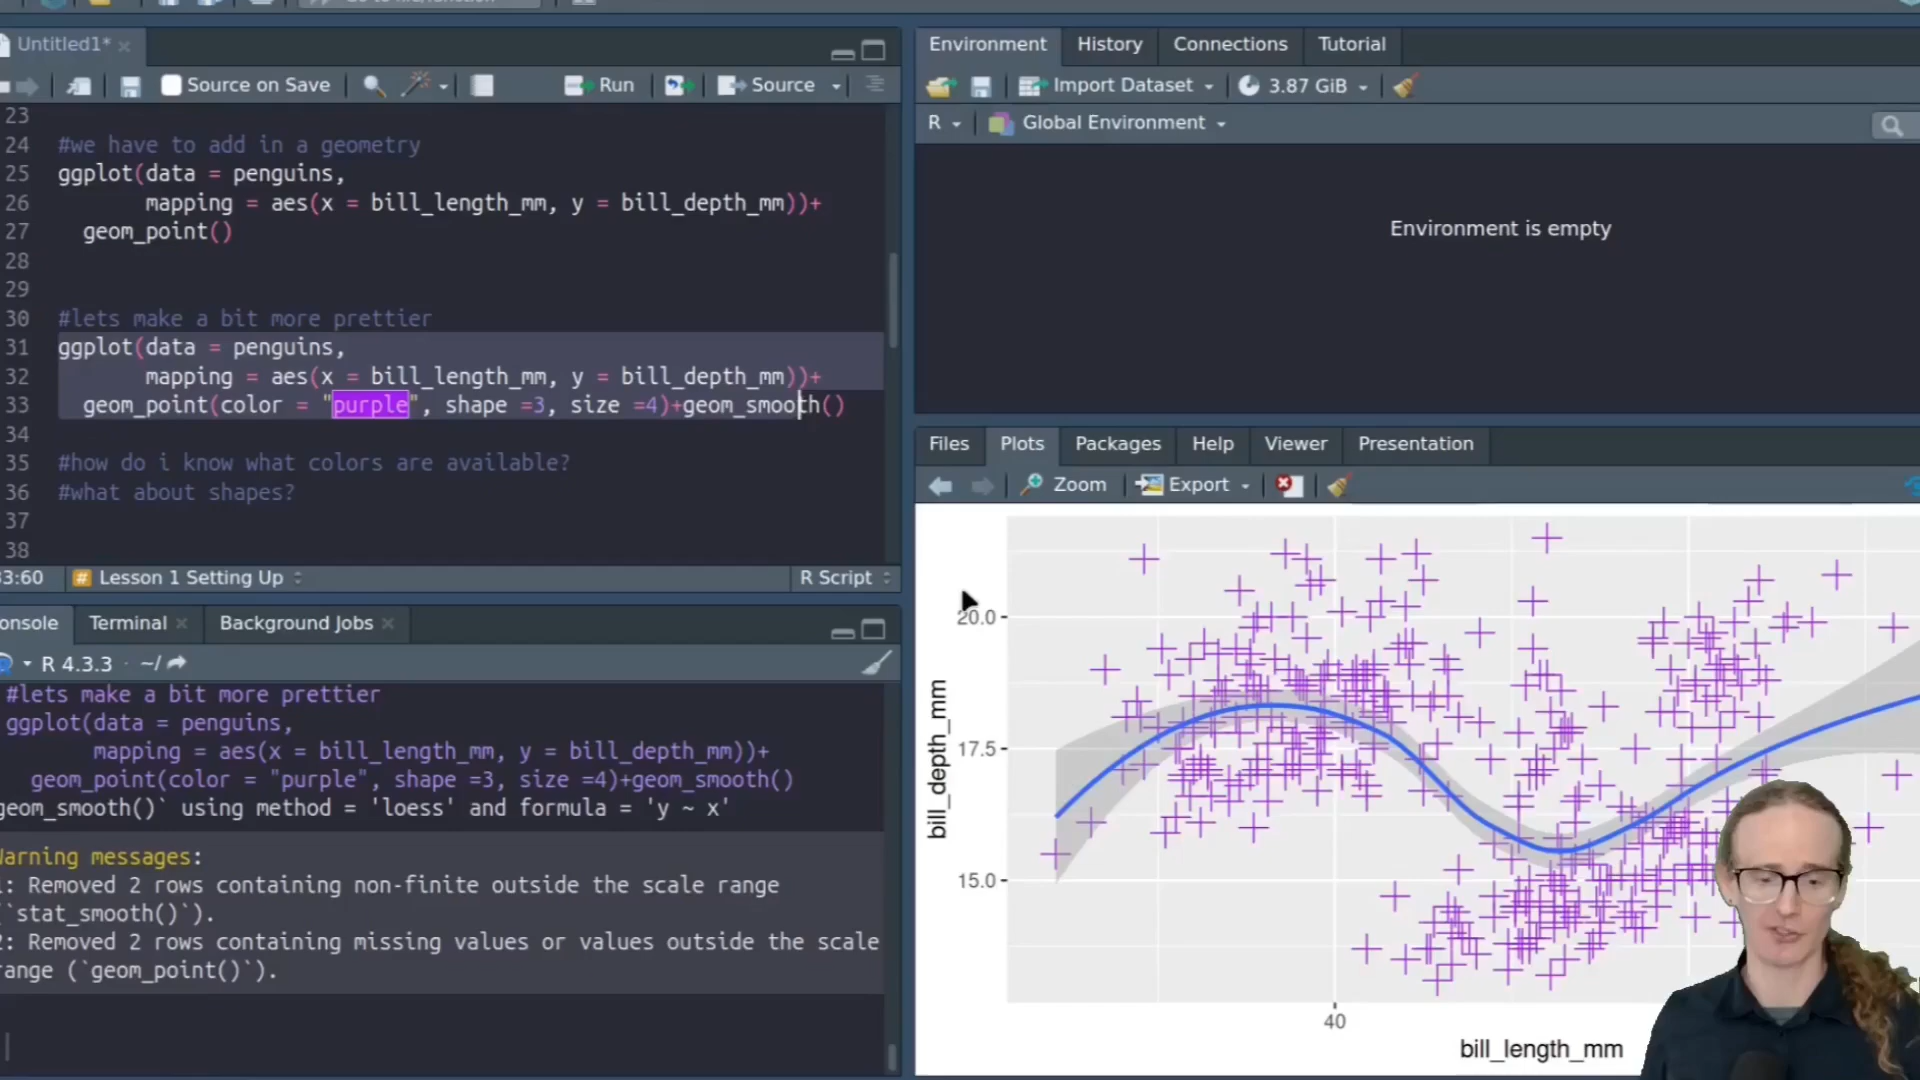 Untitled1*
Source on Save
Run
Source
23
24 #we have to add in a geometry
25 ggplot(data = penguins,
26 mapping = aes(x = bill_length_mm, y = bill_depth_mm))+
27 geom_point()
28
29
30 #lets make a bit more prettier
31 ggplot(data = penguins,
32 mapping = aes(x = bill_length_mm, y = bill_depth_mm))+
33 geom_point(color = "purple", shape =3, size =4)+geom_smooth()
34
35 #how do i know what colors are available?
36 #what about shapes?
37
38
33:60 # Lesson 1 Setting Up R Script
onsole Terminal Background Jobs
R 4.3.3 · ~/
#lets make a bit more prettier
ggplot(data = penguins,
mapping = aes(x = bill_length_mm, y = bill_depth_mm))+
geom_point(color = "purple", shape =3, size =4)+geom_smooth()
geom_smooth()` using method = 'loess' and formula = 'y ~ x'
Warning messages:
1: Removed 2 rows containing non-finite outside the scale range
(`stat_smooth()`).
2: Removed 2 rows containing missing values or values outside the scale
range (`geom_point()`).
Environment History Connections Tutorial
Import Dataset 3.87 GiB
R Global Environment
Environment is empty
Files Plots Packages Help Viewer Presentation
Zoom Export
20.0
17.5
15.0
bill_depth_mm
40
bill_length_mm